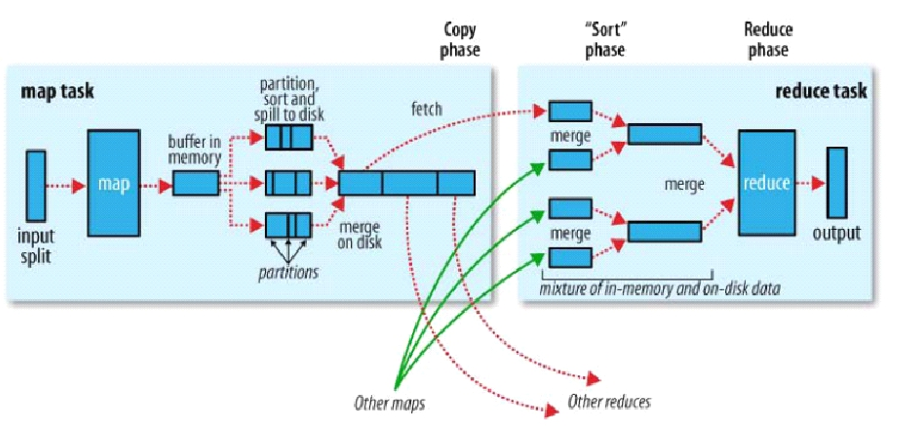 Copy
phase
“Sort”
phase
Reduce
phase
map task
partition,
sort and
spill to disk
fetch
buffer in
memory
map
input
split
partitions
merge
on disk
reduce task
merge
merge
merge
reduce
output
mixture of in-memory and on-disk data
Other maps
Other reduces